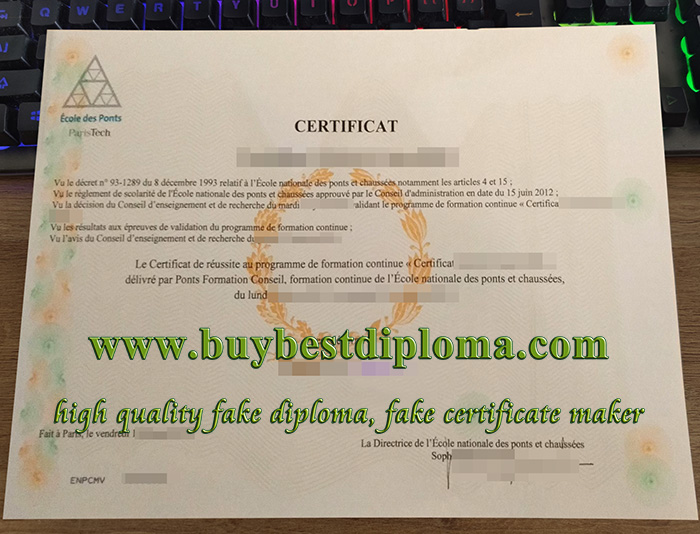 Q W E R T Y U I O
École des Ponts
ParisTech
CERTIFICAT
Vu le décret n° 93-1289 du 8 décembre 1993 relatif à l'École nationale des ponts et chaussées notamment les articles 4 et 15 ;
Vu le règlement de scolarité de l'École nationale des ponts et chaussées approuvé par le Conseil d'administration en date du 15 juin 2012 ;
Vu la décision du Conseil d'enseignement et de recherche du mardi alidant le programme de formation continue « Certifica
Vu les résultats aux épreuves de validation du programme de formation continue ;
Vu l'avis du Conseil d'enseignement et de recherche du
Le Certificat de réussite au programme de formation continue « Certificat
délivré par Ponts Formation Conseil, formation continue de l'École nationale des ponts et chaussées,
du lund
www.buybestdiploma.com
high quality fake diploma, fake certificate maker
Fait à Paris, le vendredi
La Directrice de l'École nationale des ponts et chaussées
Soph
ENPCMV